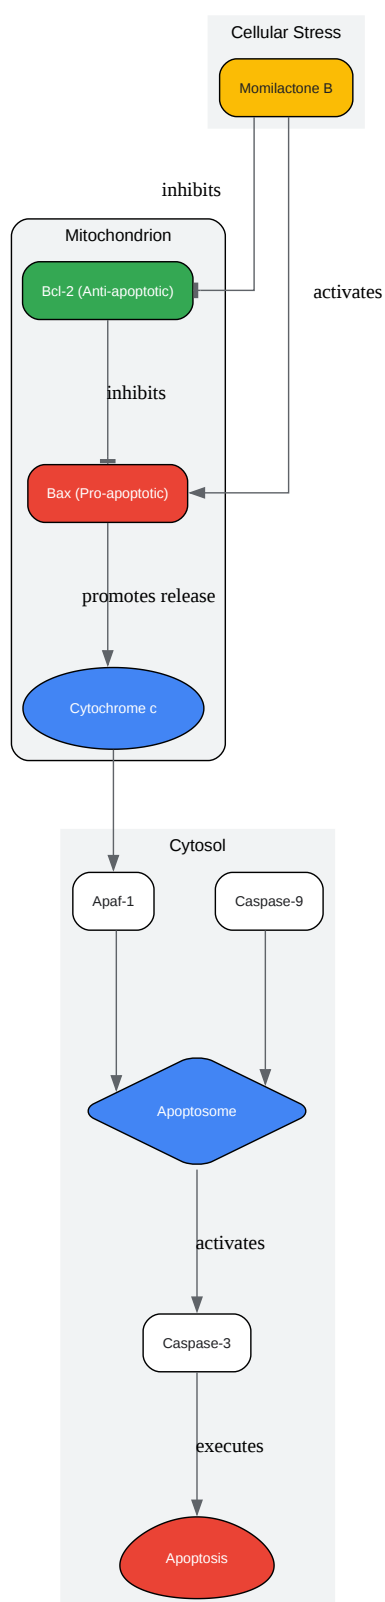 Cellular Stress
Momilactone B
inhibits
Mitochondrion
Bcl-2 (Anti-apoptotic)
activates
inhibits
Bax (Pro-apoptotic)
promotes release
Cytochrome c
Cytosol
Apaf-1
Caspase-9
Apoptosome
activates
Caspase-3
executes
Apoptosis